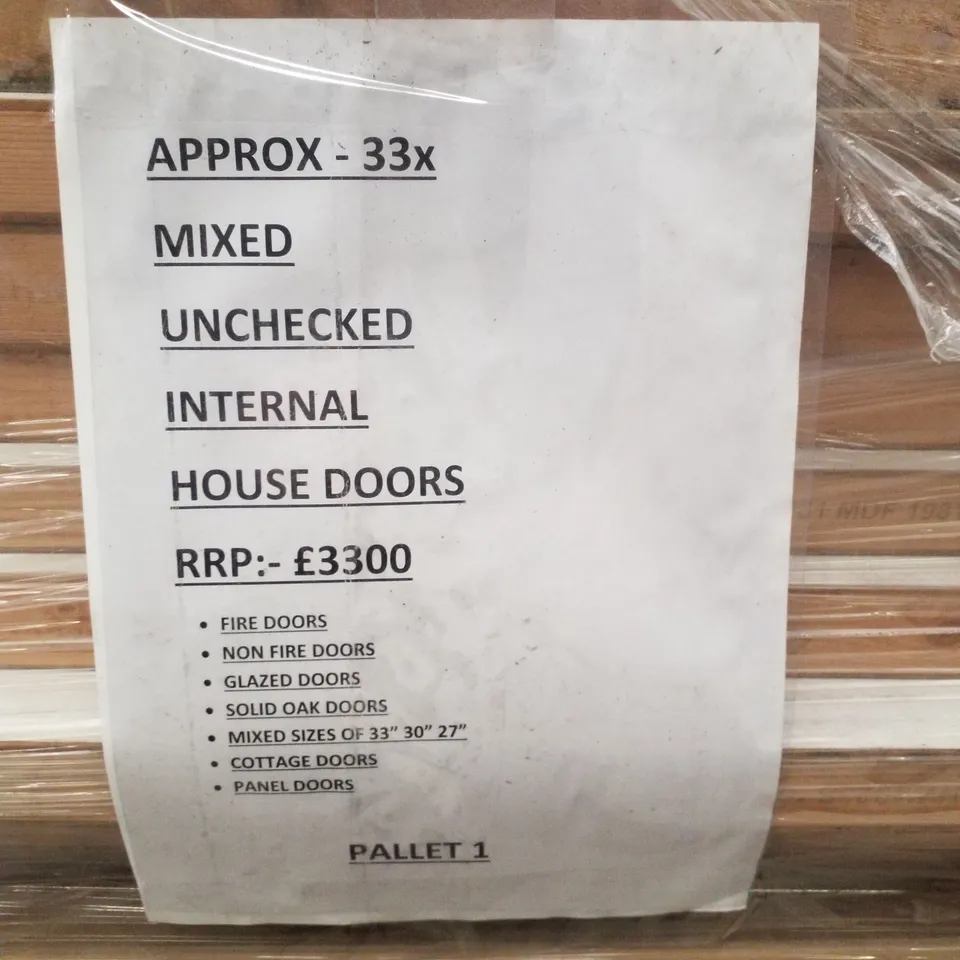 APPROX - 33x
MIXED
UNCHECKED
INTERNAL
HOUSE DOORS
RRP:- £3300
• FIRE DOORS
• NON FIRE DOORS
• GLAZED DOORS
• SOLID OAK DOORS
• MIXED SIZES OF 33” 30” 27”
• COTTAGE DOORS
• PANEL DOORS
PALLET 1
MDF